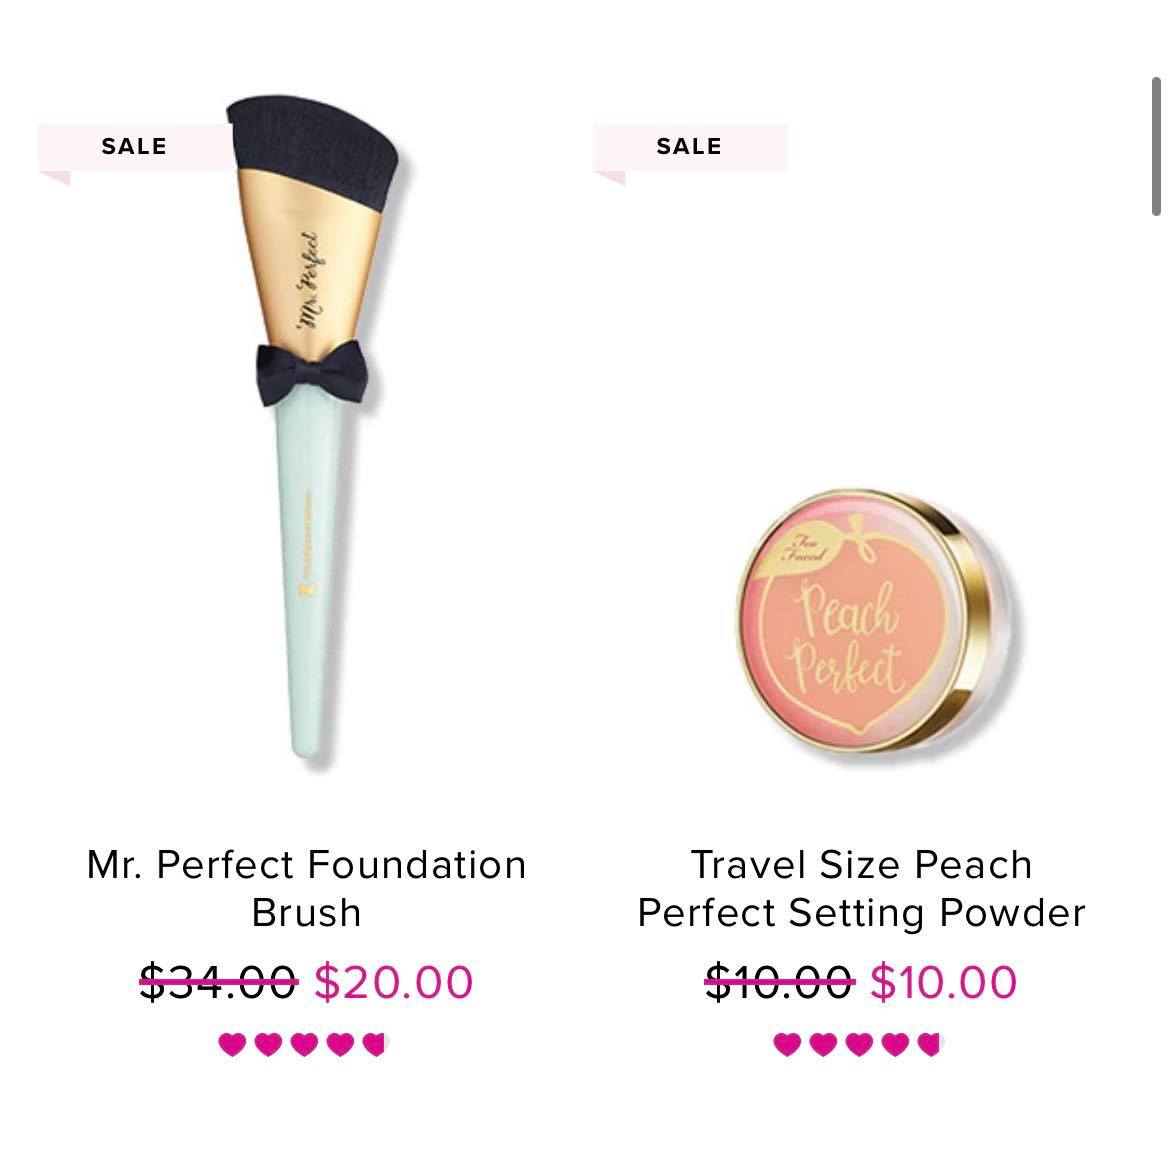 SALE
Mr. Perfect
Mr. Perfect Foundation
Brush
$34.00 $20.00
SALE
Too
Faced
Peach
Perfect
Travel Size Peach
Perfect Setting Powder
$10.00 $10.00